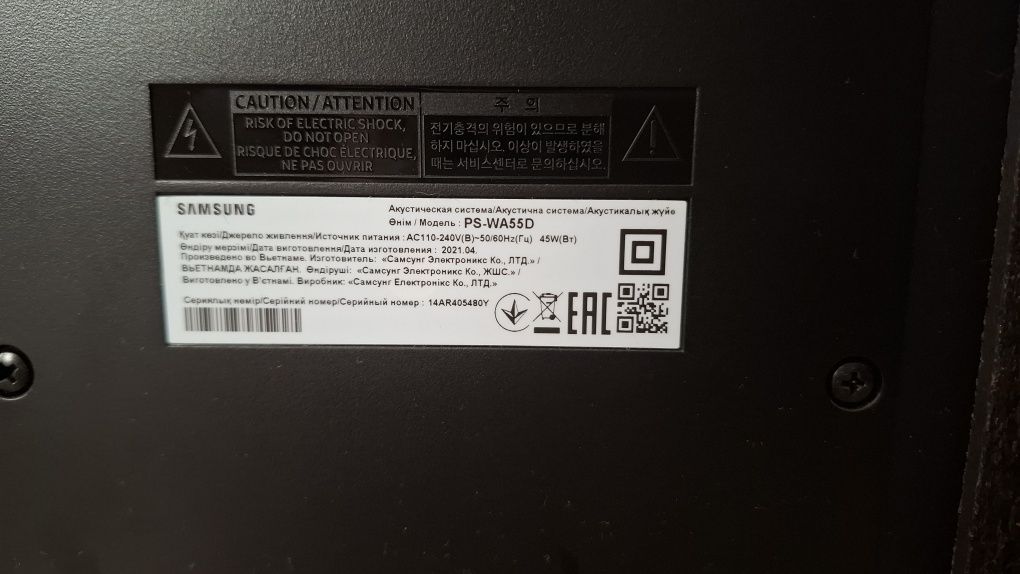 CAUTION / ATTENTION
RISK OF ELECTRIC SHOCK,
DO NOT OPEN
RISQUE DE CHOC ÉLECTRIQUE,
NE PAS OUVRIR
주 의
전기충격의 위험이 있으므로 분해
하지 마십시오. 이상이 발생하였을
때는 서비스센터로 문의하십시오.
SAMSUNG
Акустическая система/Акустична система/Акустикалық жүйе
Өнім / Модель : PS-WA55D
Қуат көзі/Джерело живлення/Источник питания : AC110-240V(В)~50/60Hz(Гц) 45W(Вт)
Өндіру мерзімі/Дата виготовлення/Дата изготовления : 2021.04.
Произведено во Вьетнаме. Изготовитель: «Самсунг Электроникс Ко., ЛТД.» /
ВЬЕТНАМДА ЖАСАЛҒАН. Өндіруші: «Самсунг Электроникс Ко., ЖШС.» /
Виготовлено у В'єтнамі. Виробник: «Самсунг Електронікс Ко., ЛТД.»
Сериялық нөмір/Серійний номер/Серийный номер : 14AR405480Y
EAC